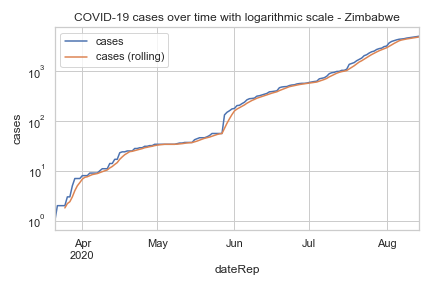 COVID-19 cases over time with logarithmic scale - Zimbabwe
cases
cases (rolling)
10³
10²
10¹
10⁰
cases
Apr
2020
May
Jun
Jul
Aug
dateRep